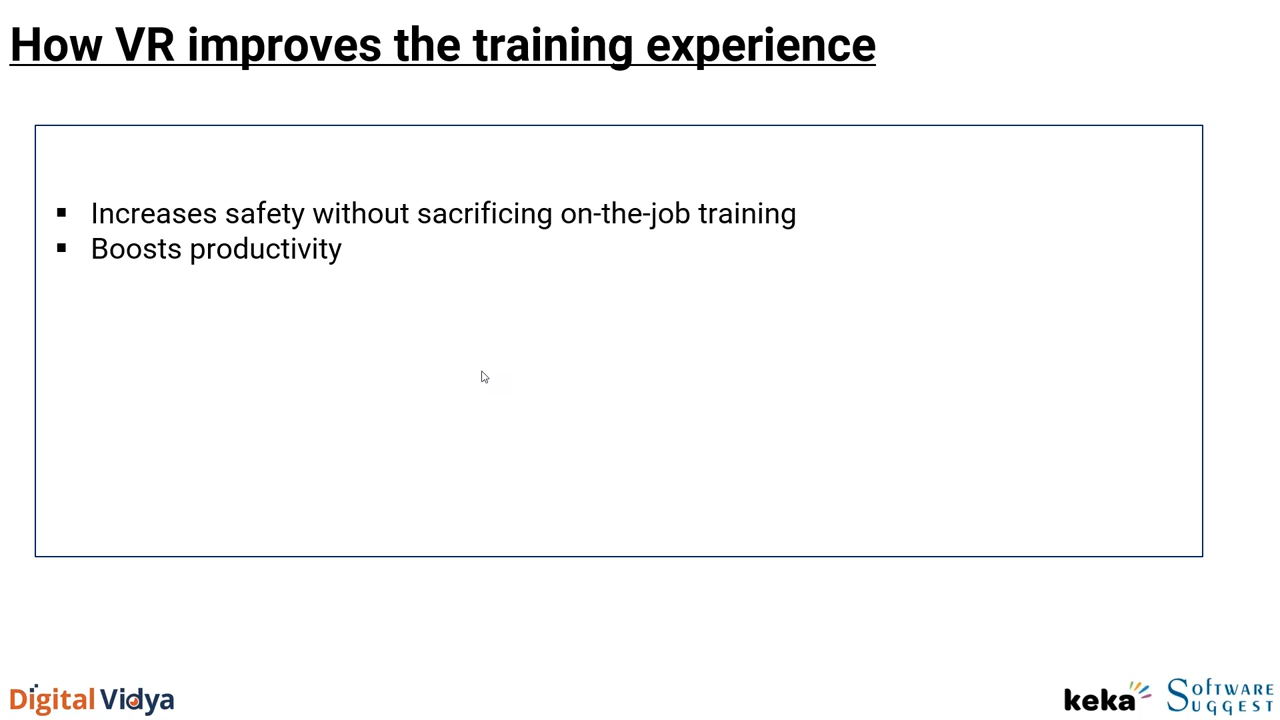 How VR improves the training experience
▪ Increases safety without sacrificing on-the-job training
▪ Boosts productivity
Digital Vidya
keka
SOFTWARE
SUGGEST